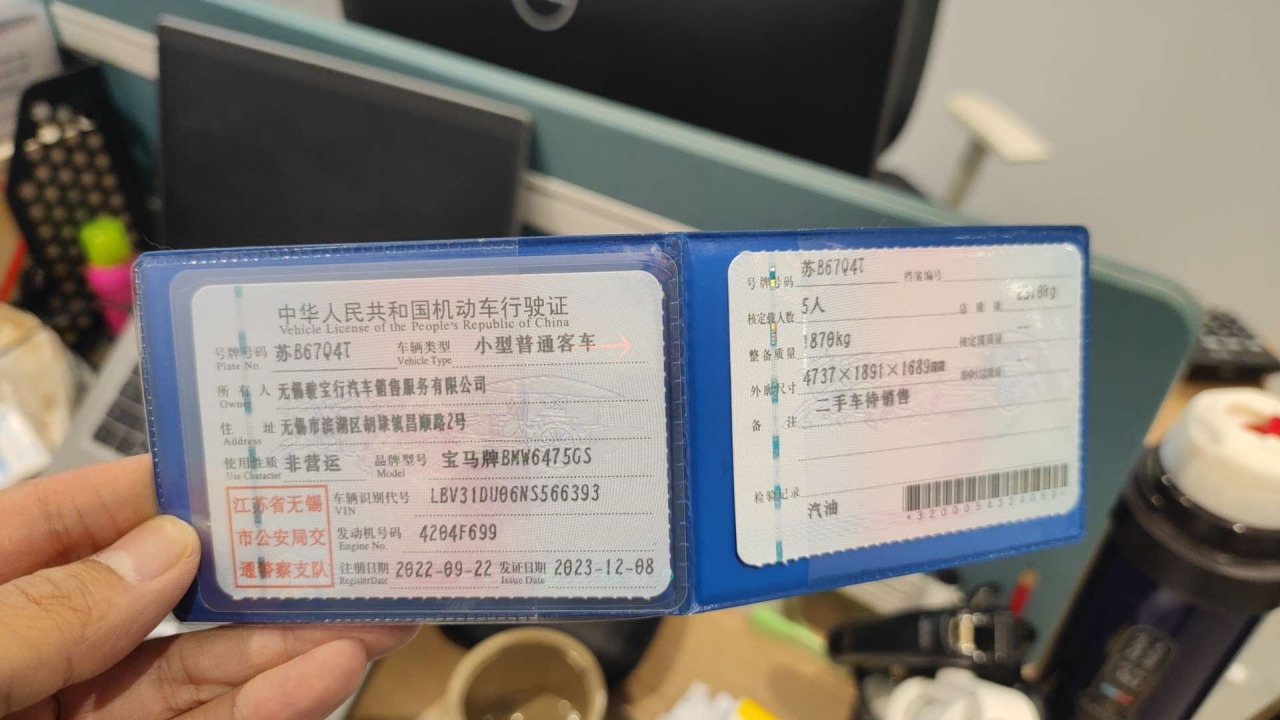 中华人民共和国机动车行驶证
Vehicle License of the People's Republic of China
号牌号码 苏B67Q4T 车辆类型 小型普通客车
Plate No. Vehicle Type
所有人 无锡骏宝行汽车销售服务有限公司
Owner
住址 无锡市滨湖区胡埭镇昌顺路2号
Address
使用性质 非营运 品牌型号 宝马牌BMW6475GS
Use Character Model
江苏省无锡
市公安局交
通警察支队
车辆识别代号 LBV31DU06NS566393
VIN
发动机号码 4204F699
Engine No.
注册日期 2022-09-22 发证日期 2023-12-08
Register Date Issue Date
号牌号码 苏B67Q4T 档案编号
核定载人数 5人 总质量
整备质量 1870kg 核定载质量 --
外廓尺寸 4737×1891×1689mm
备注 二手车待销售
检验记录
汽油